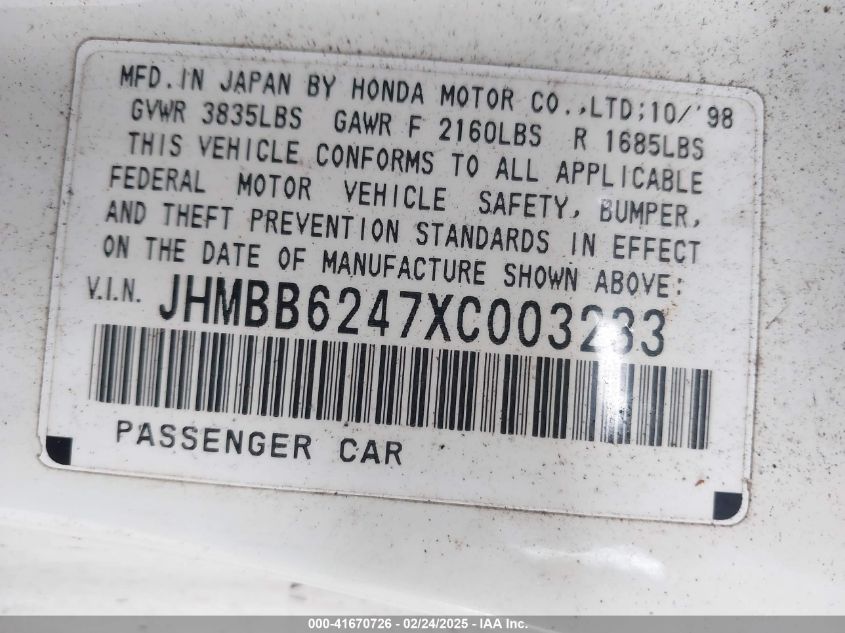 MFD.IN JAPAN BY HONDA MOTOR CO.,LTD;10/'98
GVWR 3835LBS GAWR F 2160LBS R 1685LBS
THIS VEHICLE CONFORMS TO ALL APPLICABLE
FEDERAL MOTOR VEHICLE SAFETY, BUMPER,
AND THEFT PREVENTION STANDARDS IN EFFECT
ON THE DATE OF MANUFACTURE SHOWN ABOVE:
V.I.N. JHMBB6247XC003233
PASSENGER CAR
000-41670726 - 02/24/2025 - IAA Inc.